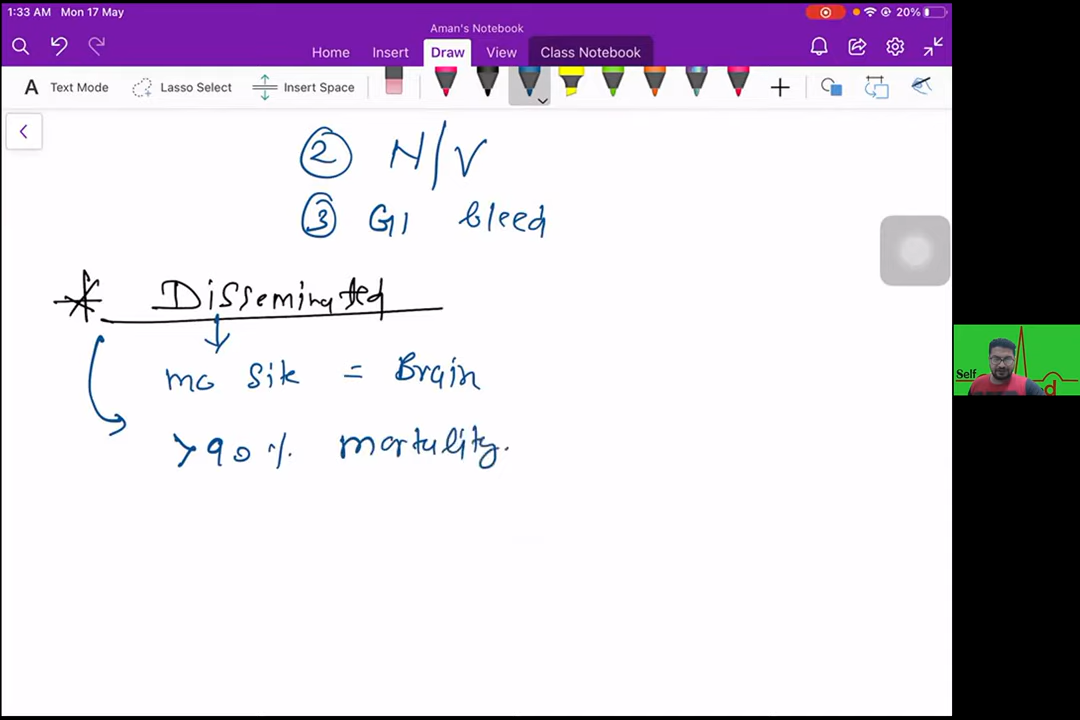 1:33 AM Mon 17 May
20%
Aman's Notebook
Home Insert Draw View Class Notebook
A Text Mode Lasso Select Insert Space
2 N/V
3 GI bleed
* Disseminated
mc Site = Brain
>90% mortality.
Self